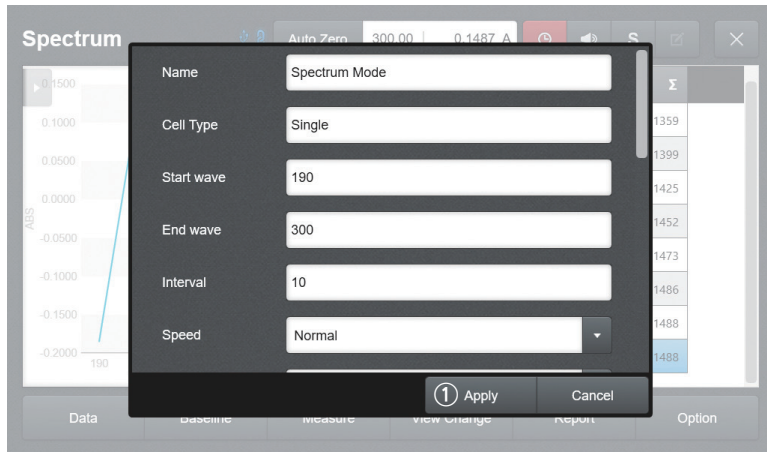 Spectrum
Auto Zero 300.00 0.1487 A S
Name Spectrum Mode
Cell Type Single
Start wave 190
End wave 300
Interval 10
Speed Normal
① Apply Cancel
0.1500
0.1000
0.0500
0.0000
-0.0500
-0.1000
-0.1500
-0.2000
ABS
190
Σ
1359
1399
1425
1452
1473
1486
1488
1488
Data Baseline Measure View Change Report Option